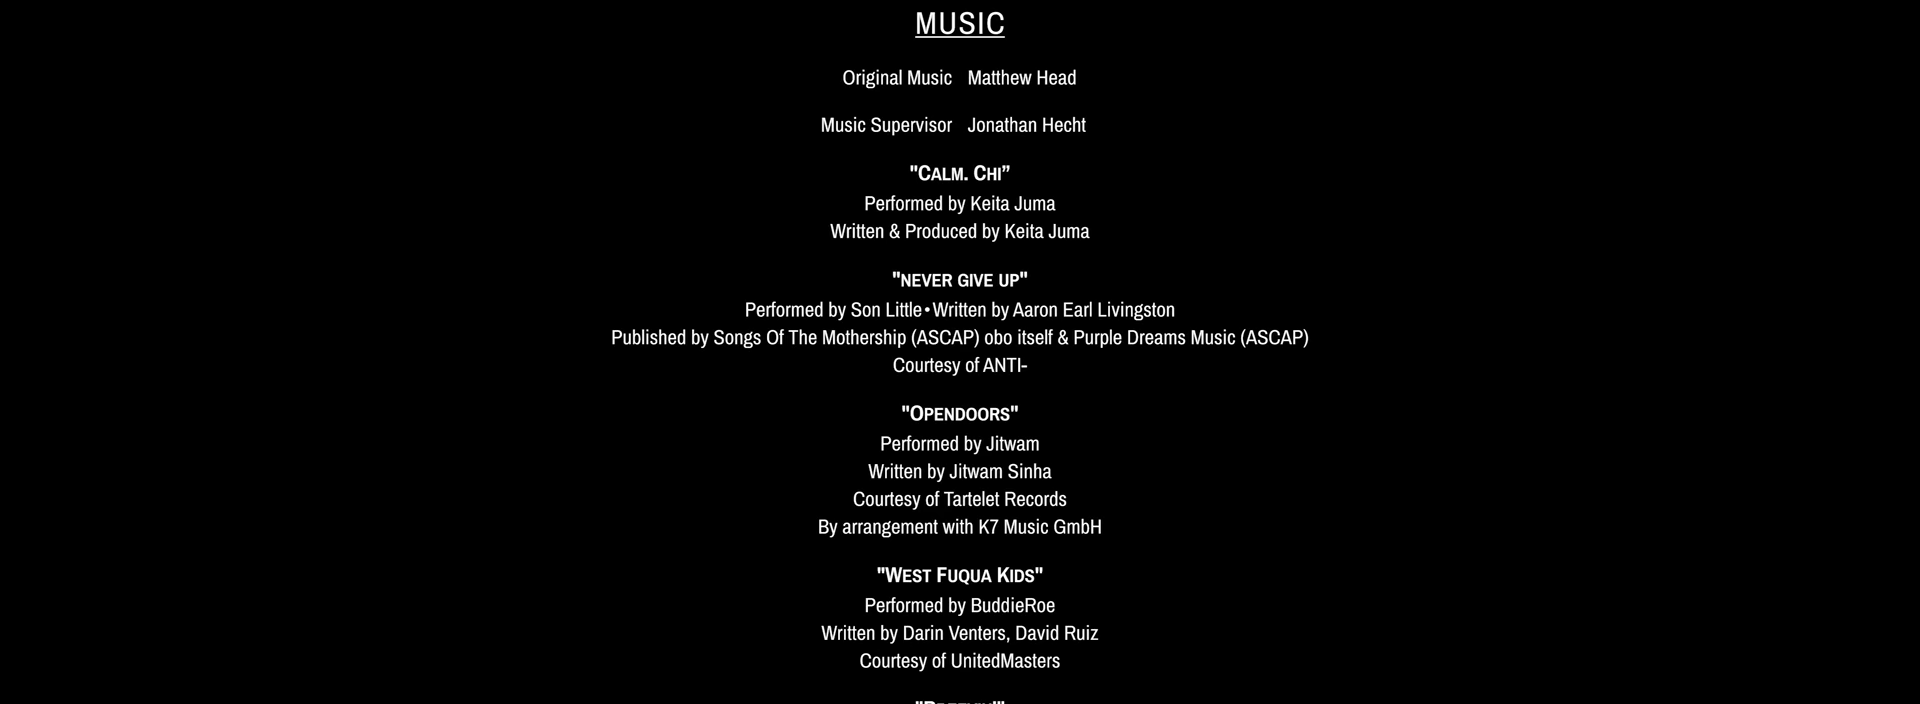 MUSIC
Original Music Matthew Head
Music Supervisor Jonathan Hecht
"CALM. CHI”
Performed by Keita Juma
Written & Produced by Keita Juma
"NEVER GIVE UP"
Performed by Son Little•Written by Aaron Earl Livingston
Published by Songs Of The Mothership (ASCAP) obo itself & Purple Dreams Music (ASCAP)
Courtesy of ANTI-
"OPENDOORS"
Performed by Jitwam
Written by Jitwam Sinha
Courtesy of Tartelet Records
By arrangement with K7 Music GmbH
"WEST FUQUA KIDS"
Performed by BuddieRoe
Written by Darin Venters, David Ruiz
Courtesy of UnitedMasters